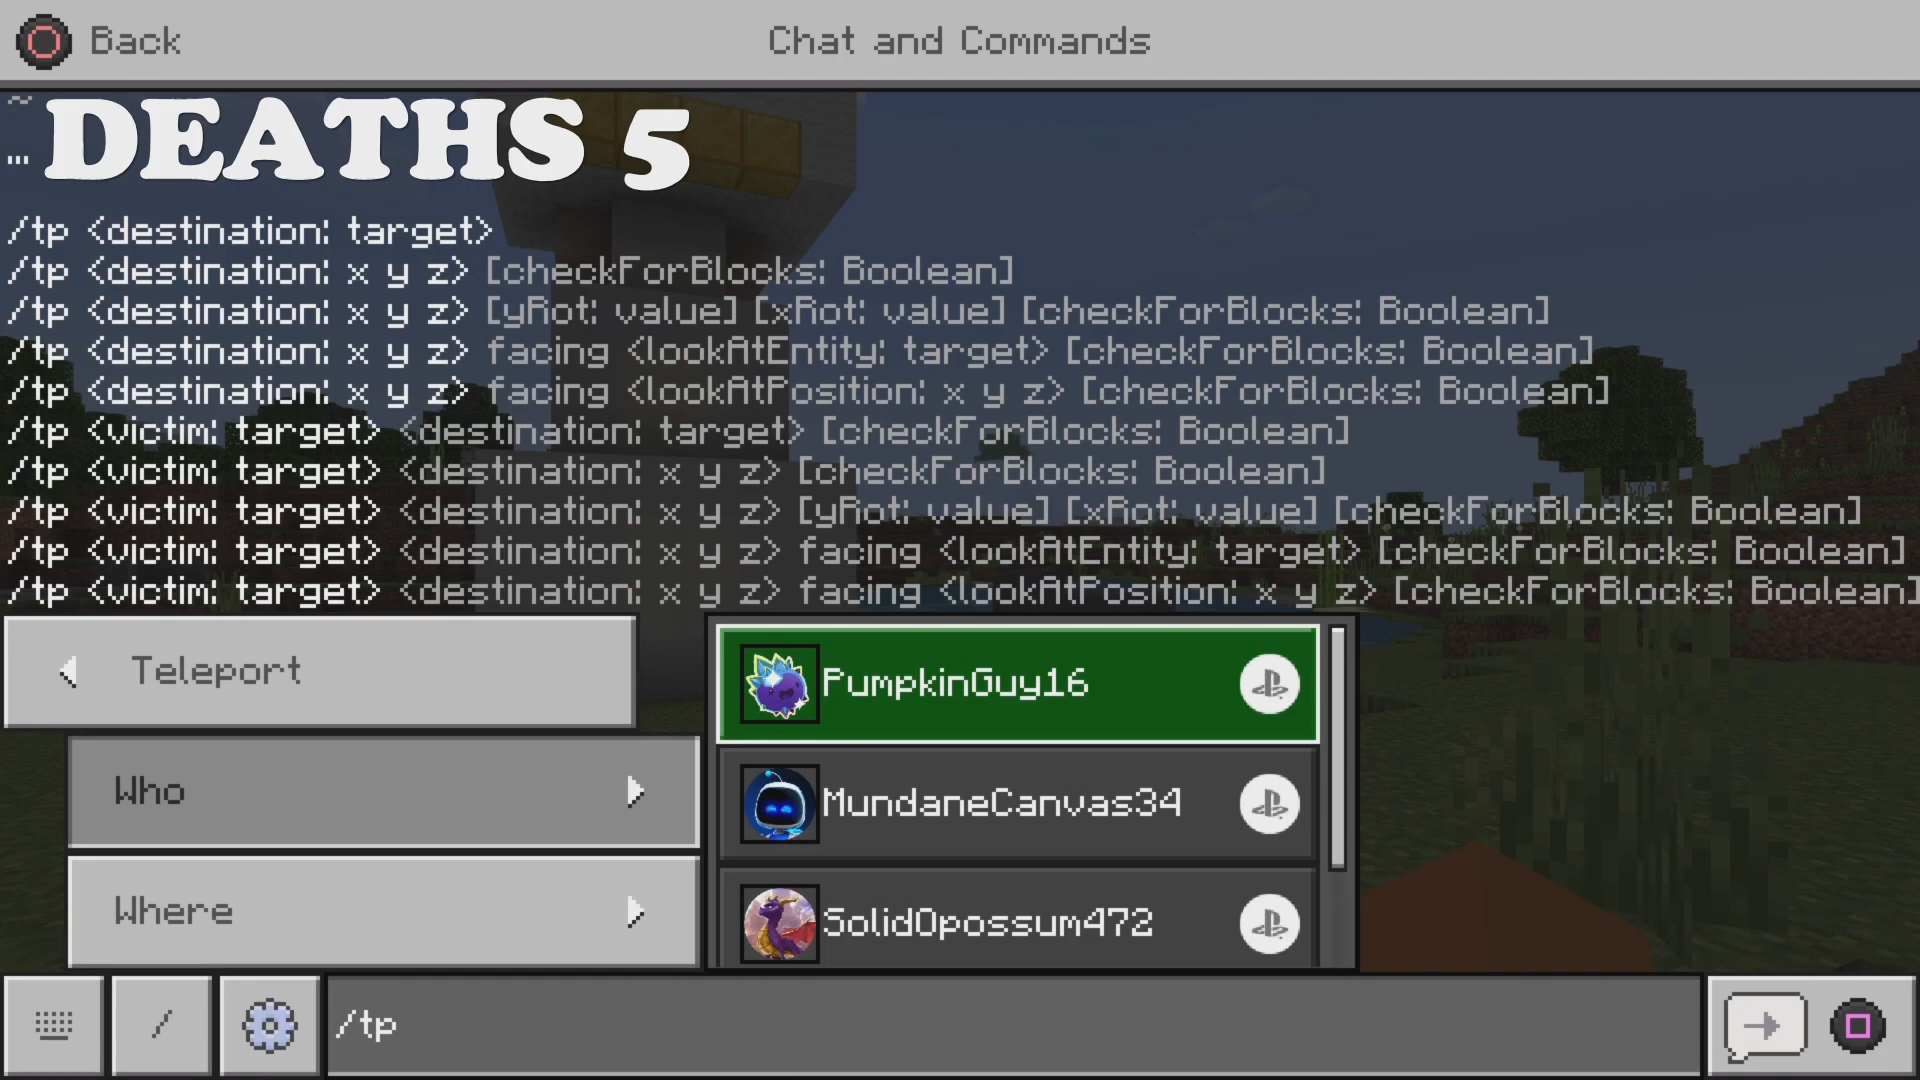 Back
Chat and Commands
~
DEATHS 5
...
/tp <destination: target>
/tp <destination: x y z> [checkForBlocks: Boolean]
/tp <destination: x y z> [yRot: value] [xRot: value] [checkForBlocks: Boolean]
/tp <destination: x y z> facing <lookAtEntity: target> [checkForBlocks: Boolean]
/tp <destination: x y z> facing <lookAtPosition: x y z> [checkForBlocks: Boolean]
/tp <victim: target> <destination: target> [checkForBlocks: Boolean]
/tp <victim: target> <destination: x y z> [checkForBlocks: Boolean]
/tp <victim: target> <destination: x y z> [yRot: value] [xRot: value] [checkForBlocks: Boolean]
/tp <victim: target> <destination: x y z> facing <lookAtEntity: target> [checkForBlocks: Boolean]
/tp <victim: target> <destination: x y z> facing <lookAtPosition: x y z> [checkForBlocks: Boolean]
Teleport
Who
Where
PumpkinGuy16
MundaneCanvas34
SolidOpossum472
/
/tp